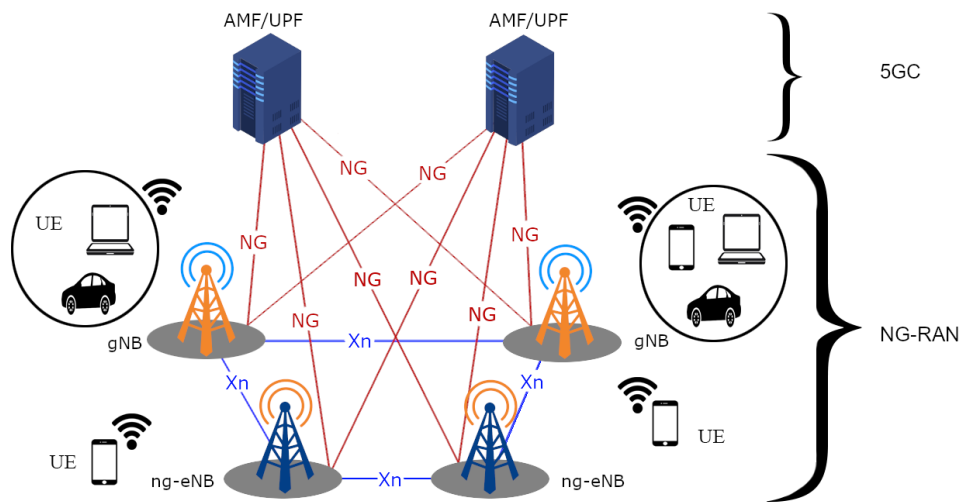 AMF/UPF
AMF/UPF
5GC
NG
NG
UE
UE
NG
NG
NG
NG
NG
NG
gNB
Xn
gNB
NG-RAN
Xn
Xn
UE
UE
ng-eNB
Xn
ng-eNB